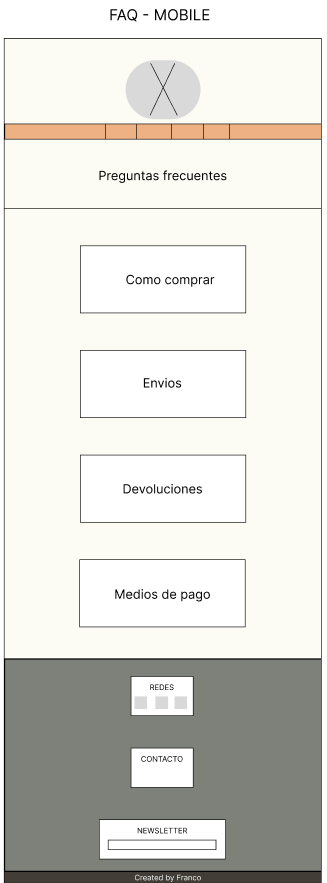 FAQ - MOBILE
Preguntas frecuentes
Como comprar
Envios
Devoluciones
Medios de pago
REDES
CONTACTO
NEWSLETTER
Created by Franco